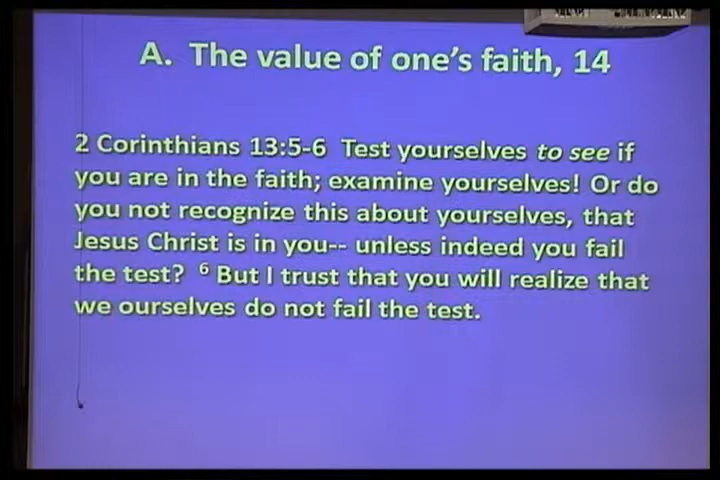 A. The value of one's faith, 14
2 Corinthians 13:5-6 Test yourselves to see if
you are in the faith; examine yourselves! Or do
you not recognize this about yourselves, that
Jesus Christ is in you-- unless indeed you fail
the test? 6 But I trust that you will realize that
we ourselves do not fail the test.